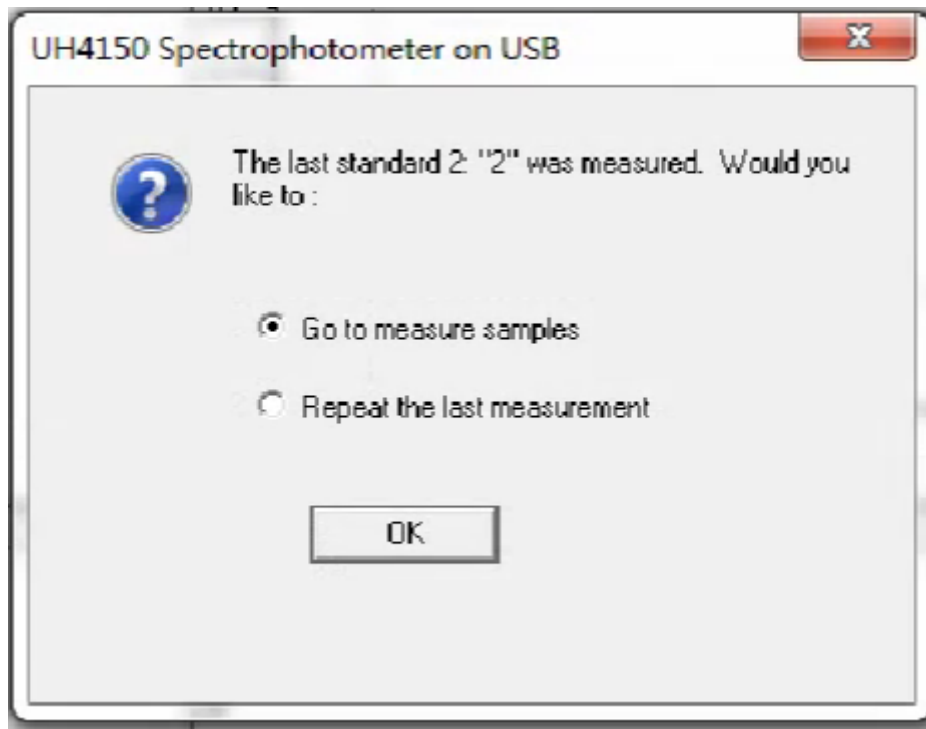 UH4150 Spectrophotometer on USB
The last standard 2: "2" was measured. Would you
like to :
Go to measure samples
Repeat the last measurement
OK